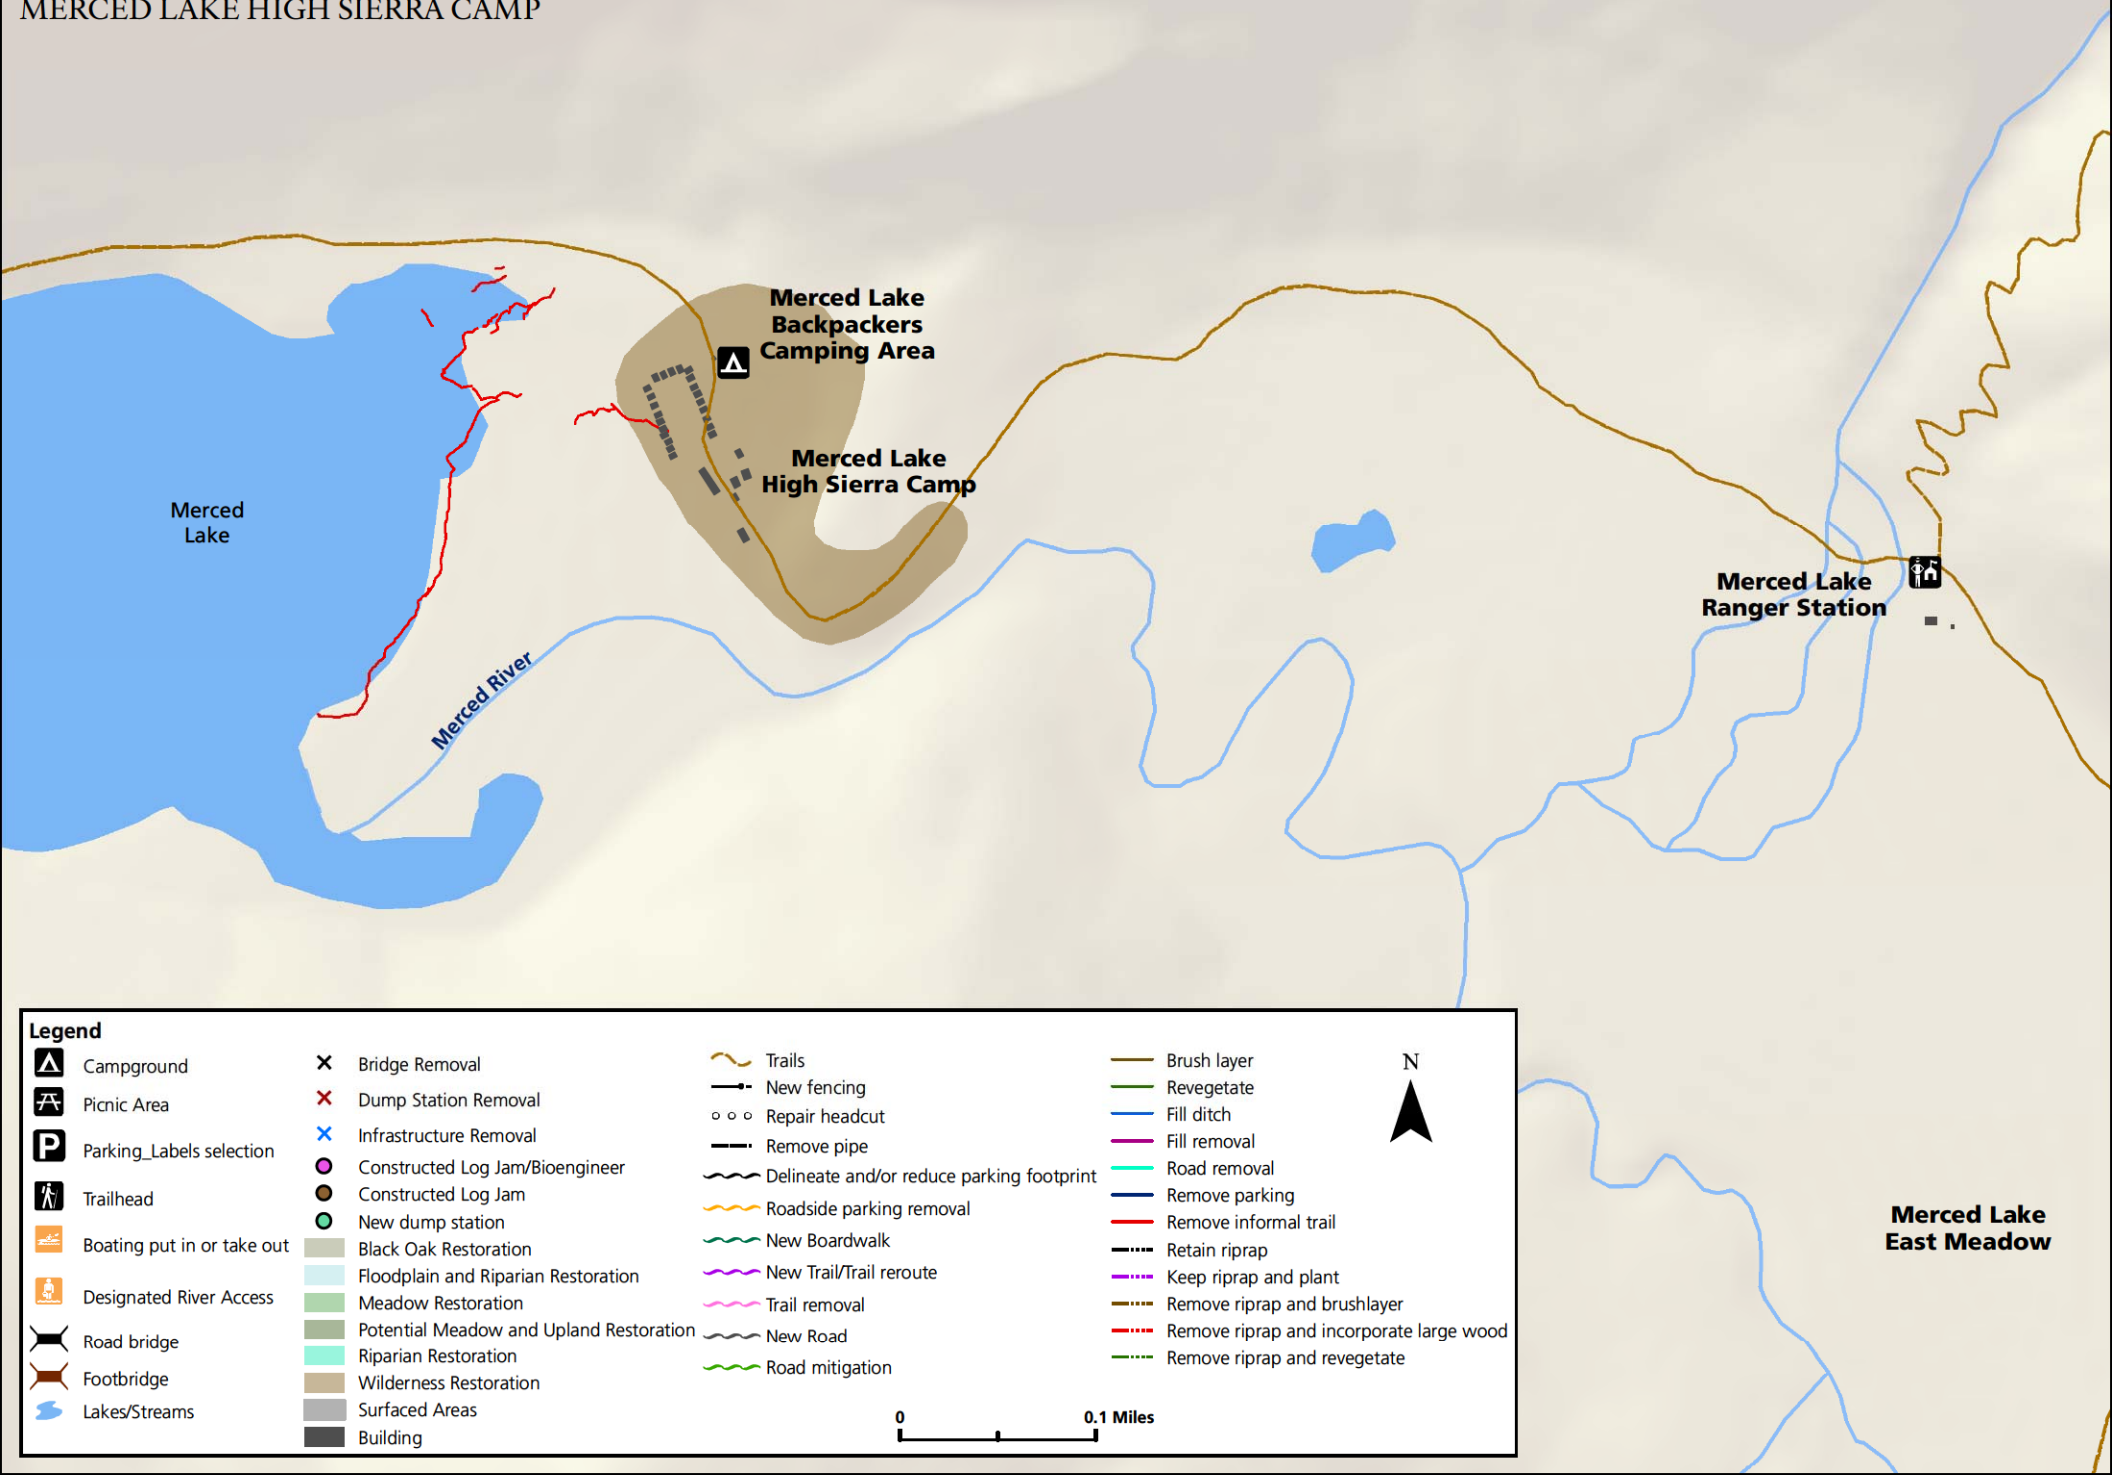 MERCED LAKE HIGH SIERRA CAMP
Merced Lake
Backpackers
Camping Area
Merced Lake
High Sierra Camp
Merced
Lake
Merced River
Merced Lake
Ranger Station
Merced Lake
East Meadow
Legend
Campground
Picnic Area
P
Parking_Labels selection
Trailhead
Boating put in or take out
Designated River Access
Road bridge
Footbridge
Lakes/Streams
Bridge Removal
Dump Station Removal
Infrastructure Removal
Constructed Log Jam/Bioengineer
Constructed Log Jam
New dump station
Black Oak Restoration
Floodplain and Riparian Restoration
Meadow Restoration
Potential Meadow and Upland Restoration
Riparian Restoration
Wilderness Restoration
Surfaced Areas
Building
Trails
New fencing
Repair headcut
Remove pipe
Delineate and/or reduce parking footprint
Roadside parking removal
New Boardwalk
New Trail/Trail reroute
Trail removal
New Road
Road mitigation
0 0.1 Miles
Brush layer
Revegetate
Fill ditch
Fill removal
Road removal
Remove parking
Remove informal trail
Retain riprap
Keep riprap and plant
Remove riprap and brushlayer
Remove riprap and incorporate large wood
Remove riprap and revegetate
N